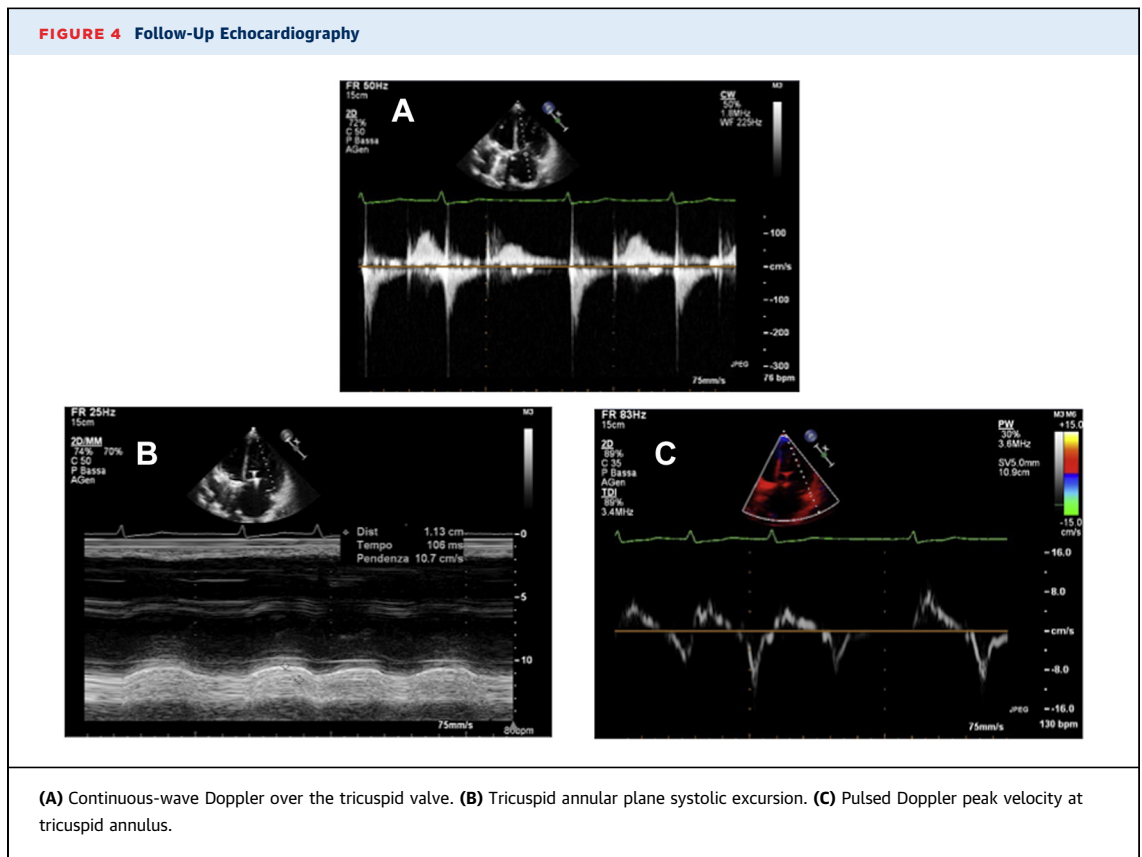 FIGURE 4 Follow-Up Echocardiography
FR 50Hz
15cm
2D
72%
C 50
P Bassa
AGen
A
M3
CW
50%
1.8MHz
WF 225Hz
100
cm/s
-100
-200
-300
JPEG
75mm/s
76 bpm
FR 25Hz
15cm
2D/MM
74% 70%
C 50
P Bassa
AGen
B
M3
Dist 1.13 cm
Tempo 106 ms
Pendenza 10.7 cm/s
0
5
10
75mm/s
FR 83Hz
15cm
2D
89%
C 35
P Bassa
AGen
TDI
89%
3.4MHz
C
M3 M6
PW
30%
3.6MHz
SV5.0mm
10.9cm
+15.0
-15.0
cm/s
16.0
8.0
cm/s
-8.0
-16.0
JPEG
75mm/s
130 bpm
(A) Continuous-wave Doppler over the tricuspid valve. (B) Tricuspid annular plane systolic excursion. (C) Pulsed Doppler peak velocity at
tricuspid annulus.